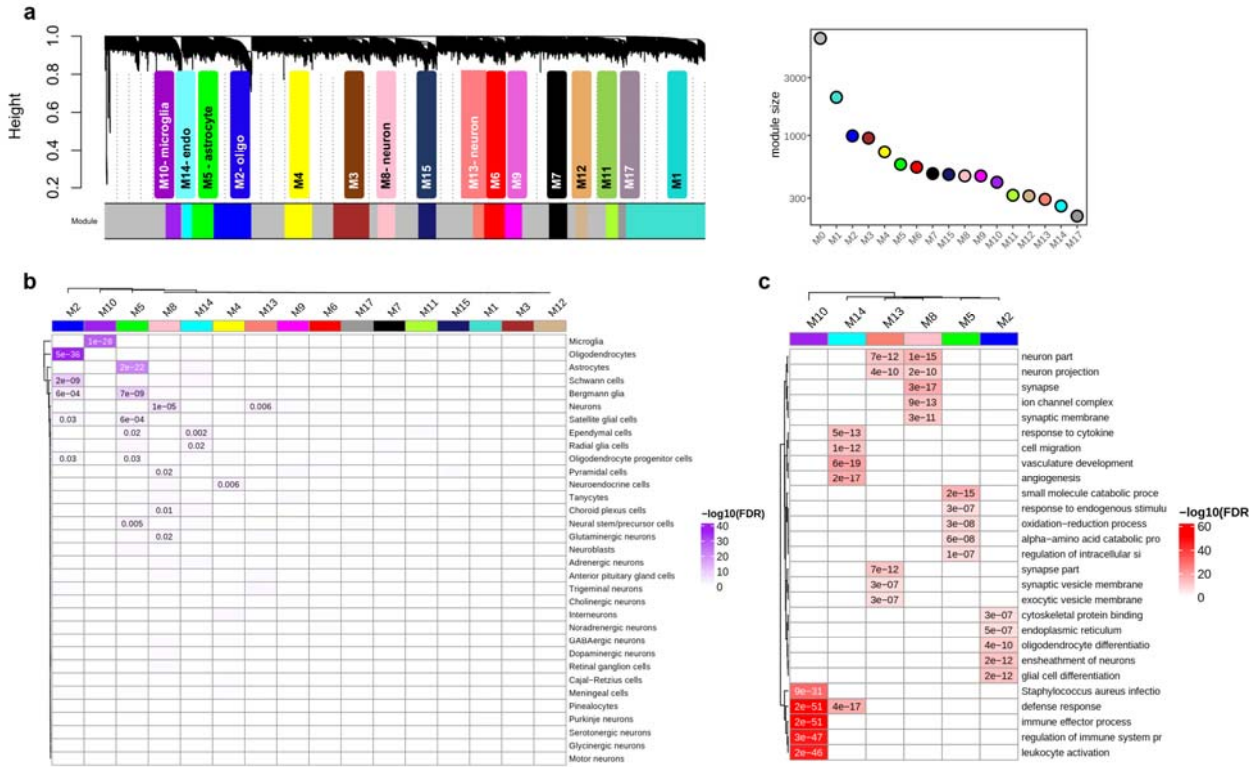 a
Height
1.0
0.8
0.6
0.4
0.2
M10- microglia
M14- endo
M5 - astrocyte
M2- oligo
M4
M3
M8- neuron
M15
M13- neuron
M6
M9
M7
M12
M11
M17
M1
Module
module size
3000
1000
300
M0 M1 M2 M3 M4 M5 M6 M7 M15 M8 M9 M10 M11 M12 M13 M14 M17
b
M2 M10 M5 M8 M14 M4 M13 M9 M6 M17 M7 M11 M15 M1 M3 M12
1e-28 Microglia
5e-36 Oligodendrocytes
2e-22 Astrocytes
2e-09 Schwann cells
6e-04 7e-09 Bergmann glia
1e-05 0.006 Neurons
0.03 6e-04 Satellite glial cells
0.02 0.002 Ependymal cells
0.02 Radial glia cells
0.03 0.03 Oligodendrocyte progenitor cells
0.02 Pyramidal cells
0.006 Neuroendocrine cells
Tanycytes
0.01 Choroid plexus cells
0.005 Neural stem/precursor cells
0.02 Glutaminergic neurons
Neuroblasts
Adrenergic neurons
Anterior pituitary gland cells
Trigeminal neurons
Cholinergic neurons
Interneurons
Noradrenergic neurons
GABAergic neurons
Dopaminergic neurons
Retinal ganglion cells
Cajal-Retzius cells
Meningeal cells
Pinealocytes
Purkinje neurons
Serotonergic neurons
Glycinergic neurons
Motor neurons
−log10(FDR)
40
30
20
10
0
c
M10 M14 M13 M8 M5 M2
7e-12 1e-15 neuron part
4e-10 2e-10 neuron projection
3e-17 synapse
9e-13 ion channel complex
3e-11 synaptic membrane
5e-13 response to cytokine
1e-12 cell migration
6e-19 vasculature development
2e-17 angiogenesis
2e-15 small molecule catabolic proce
3e-07 response to endogenous stimulu
3e-08 oxidation-reduction process
6e-08 alpha-amino acid catabolic pro
1e-07 regulation of intracellular si
7e-12 synapse part
3e-07 synaptic vesicle membrane
3e-07 exocytic vesicle membrane
3e-07 cytoskeletal protein binding
5e-07 endoplasmic reticulum
4e-10 oligodendrocyte differentiatio
2e-12 ensheathment of neurons
2e-12 glial cell differentiation
9e-31 Staphylococcus aureus infectio
2e-51 4e-17 defense response
2e-51 immune effector process
3e-47 regulation of immune system pr
2e-46 leukocyte activation
−log10(FDR
60
40
20
0